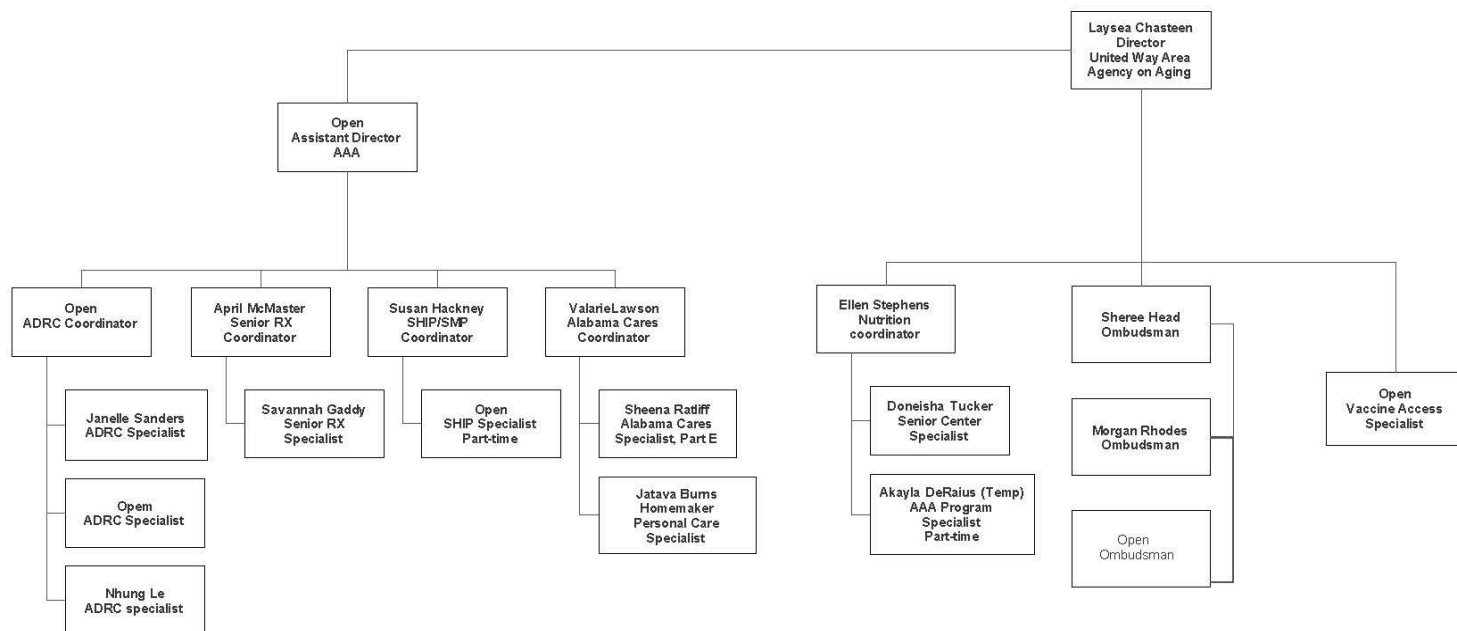 Laysea Chasteen
Director
United Way Area
Agency on Aging
Open
Assistant Director
AAA
Open
ADRC Coordinator
April McMaster
Senior RX
Coordinator
Susan Hackney
SHIP/SMP
Coordinator
ValarieLawson
Alabama Cares
Coordinator
Ellen Stephens
Nutrition
coordinator
Sheree Head
Ombudsman
Open
Vaccine Access
Specialist
Janelle Sanders
ADRC Specialist
Savannah Gaddy
Senior RX
Specialist
Open
SHIP Specialist
Part-time
Sheena Ratliff
Alabama Cares
Specialist, Part E
Doneisha Tucker
Senior Center
Specialist
Morgan Rhodes
Ombudsman
Opem
ADRC Specialist
Jatava Burns
Homemaker
Personal Care
Specialist
Akayla DeRaius (Temp)
AAA Program
Specialist
Part-time
Open
Ombudsman
Nhung Le
ADRC specialist